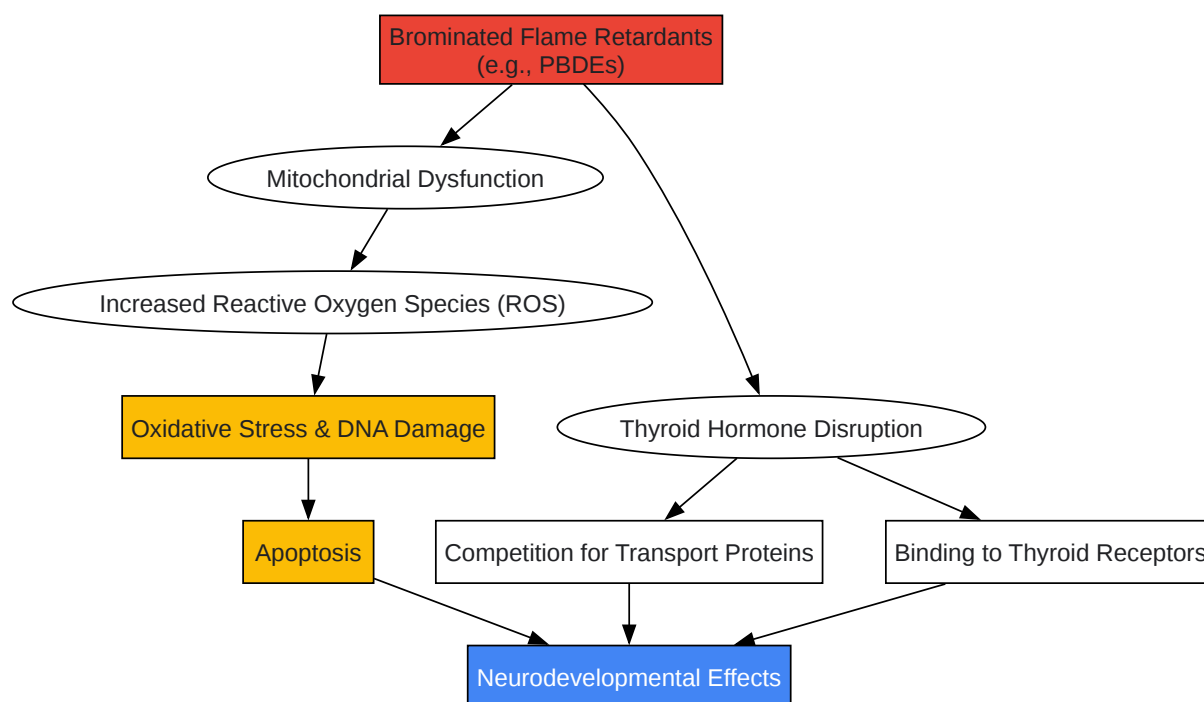 Brominated Flame Retardants
(e.g., PBDEs)
Mitochondrial Dysfunction
Increased Reactive Oxygen Species (ROS)
Oxidative Stress & DNA Damage
Thyroid Hormone Disruption
Apoptosis
Competition for Transport Proteins
Binding to Thyroid Receptors
Neurodevelopmental Effects